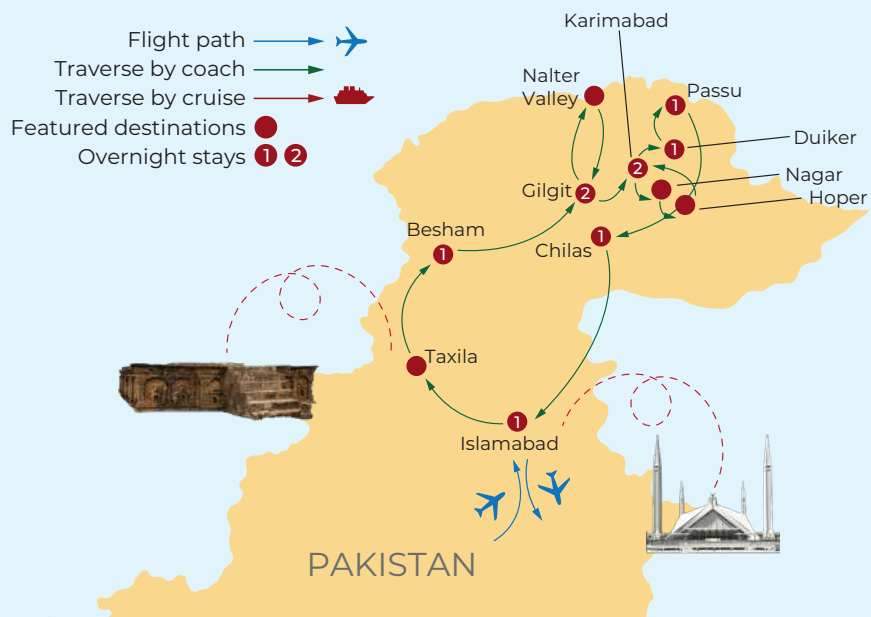 Flight path
Traverse by coach
Traverse by cruise
Featured destinations
Overnight stays 1 2
Karimabad
Nalter
Valley
Passu
1
Duiker
1
2
Nagar
Hoper
Gilgit 2
Besham
1
Chilas 1
Taxila
1
Islamabad
PAKISTAN